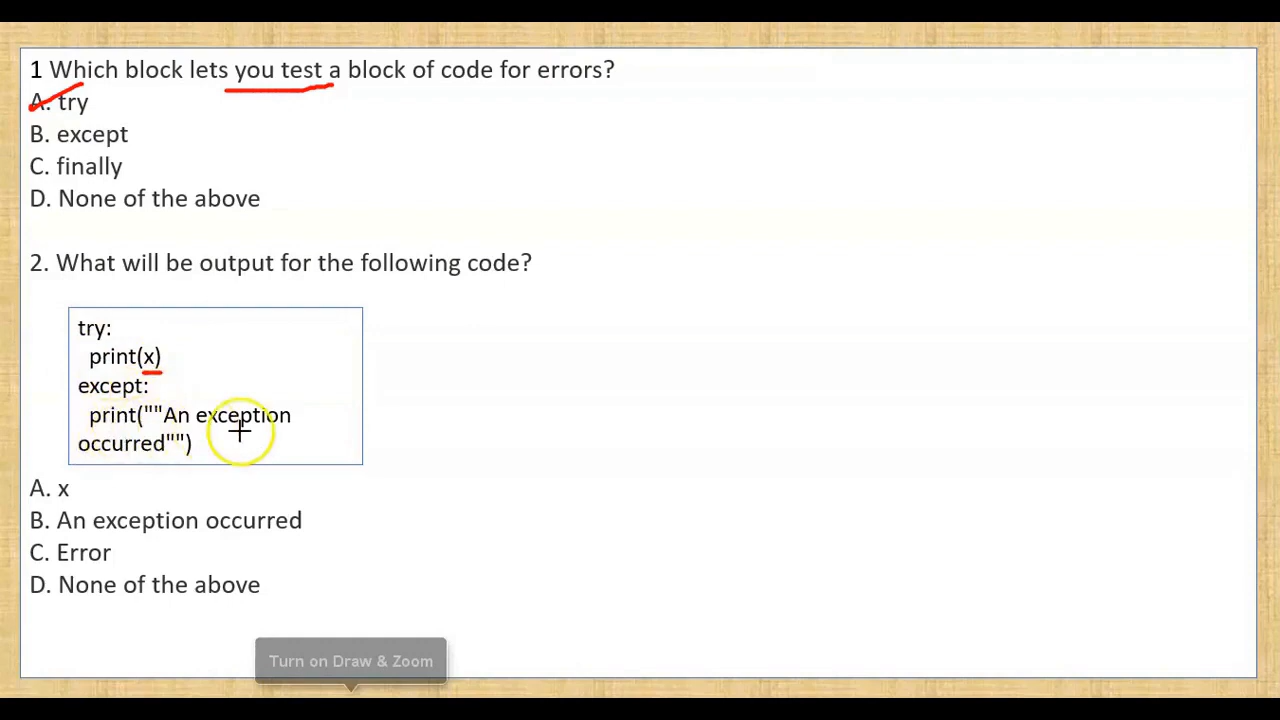 1 Which block lets you test a block of code for errors?
A. try
B. except
C. finally
D. None of the above
2. What will be output for the following code?
try:
print(x)
except:
print(""An exception
occurred"")
A. x
B. An exception occurred
C. Error
D. None of the above
Turn on Draw & Zoom